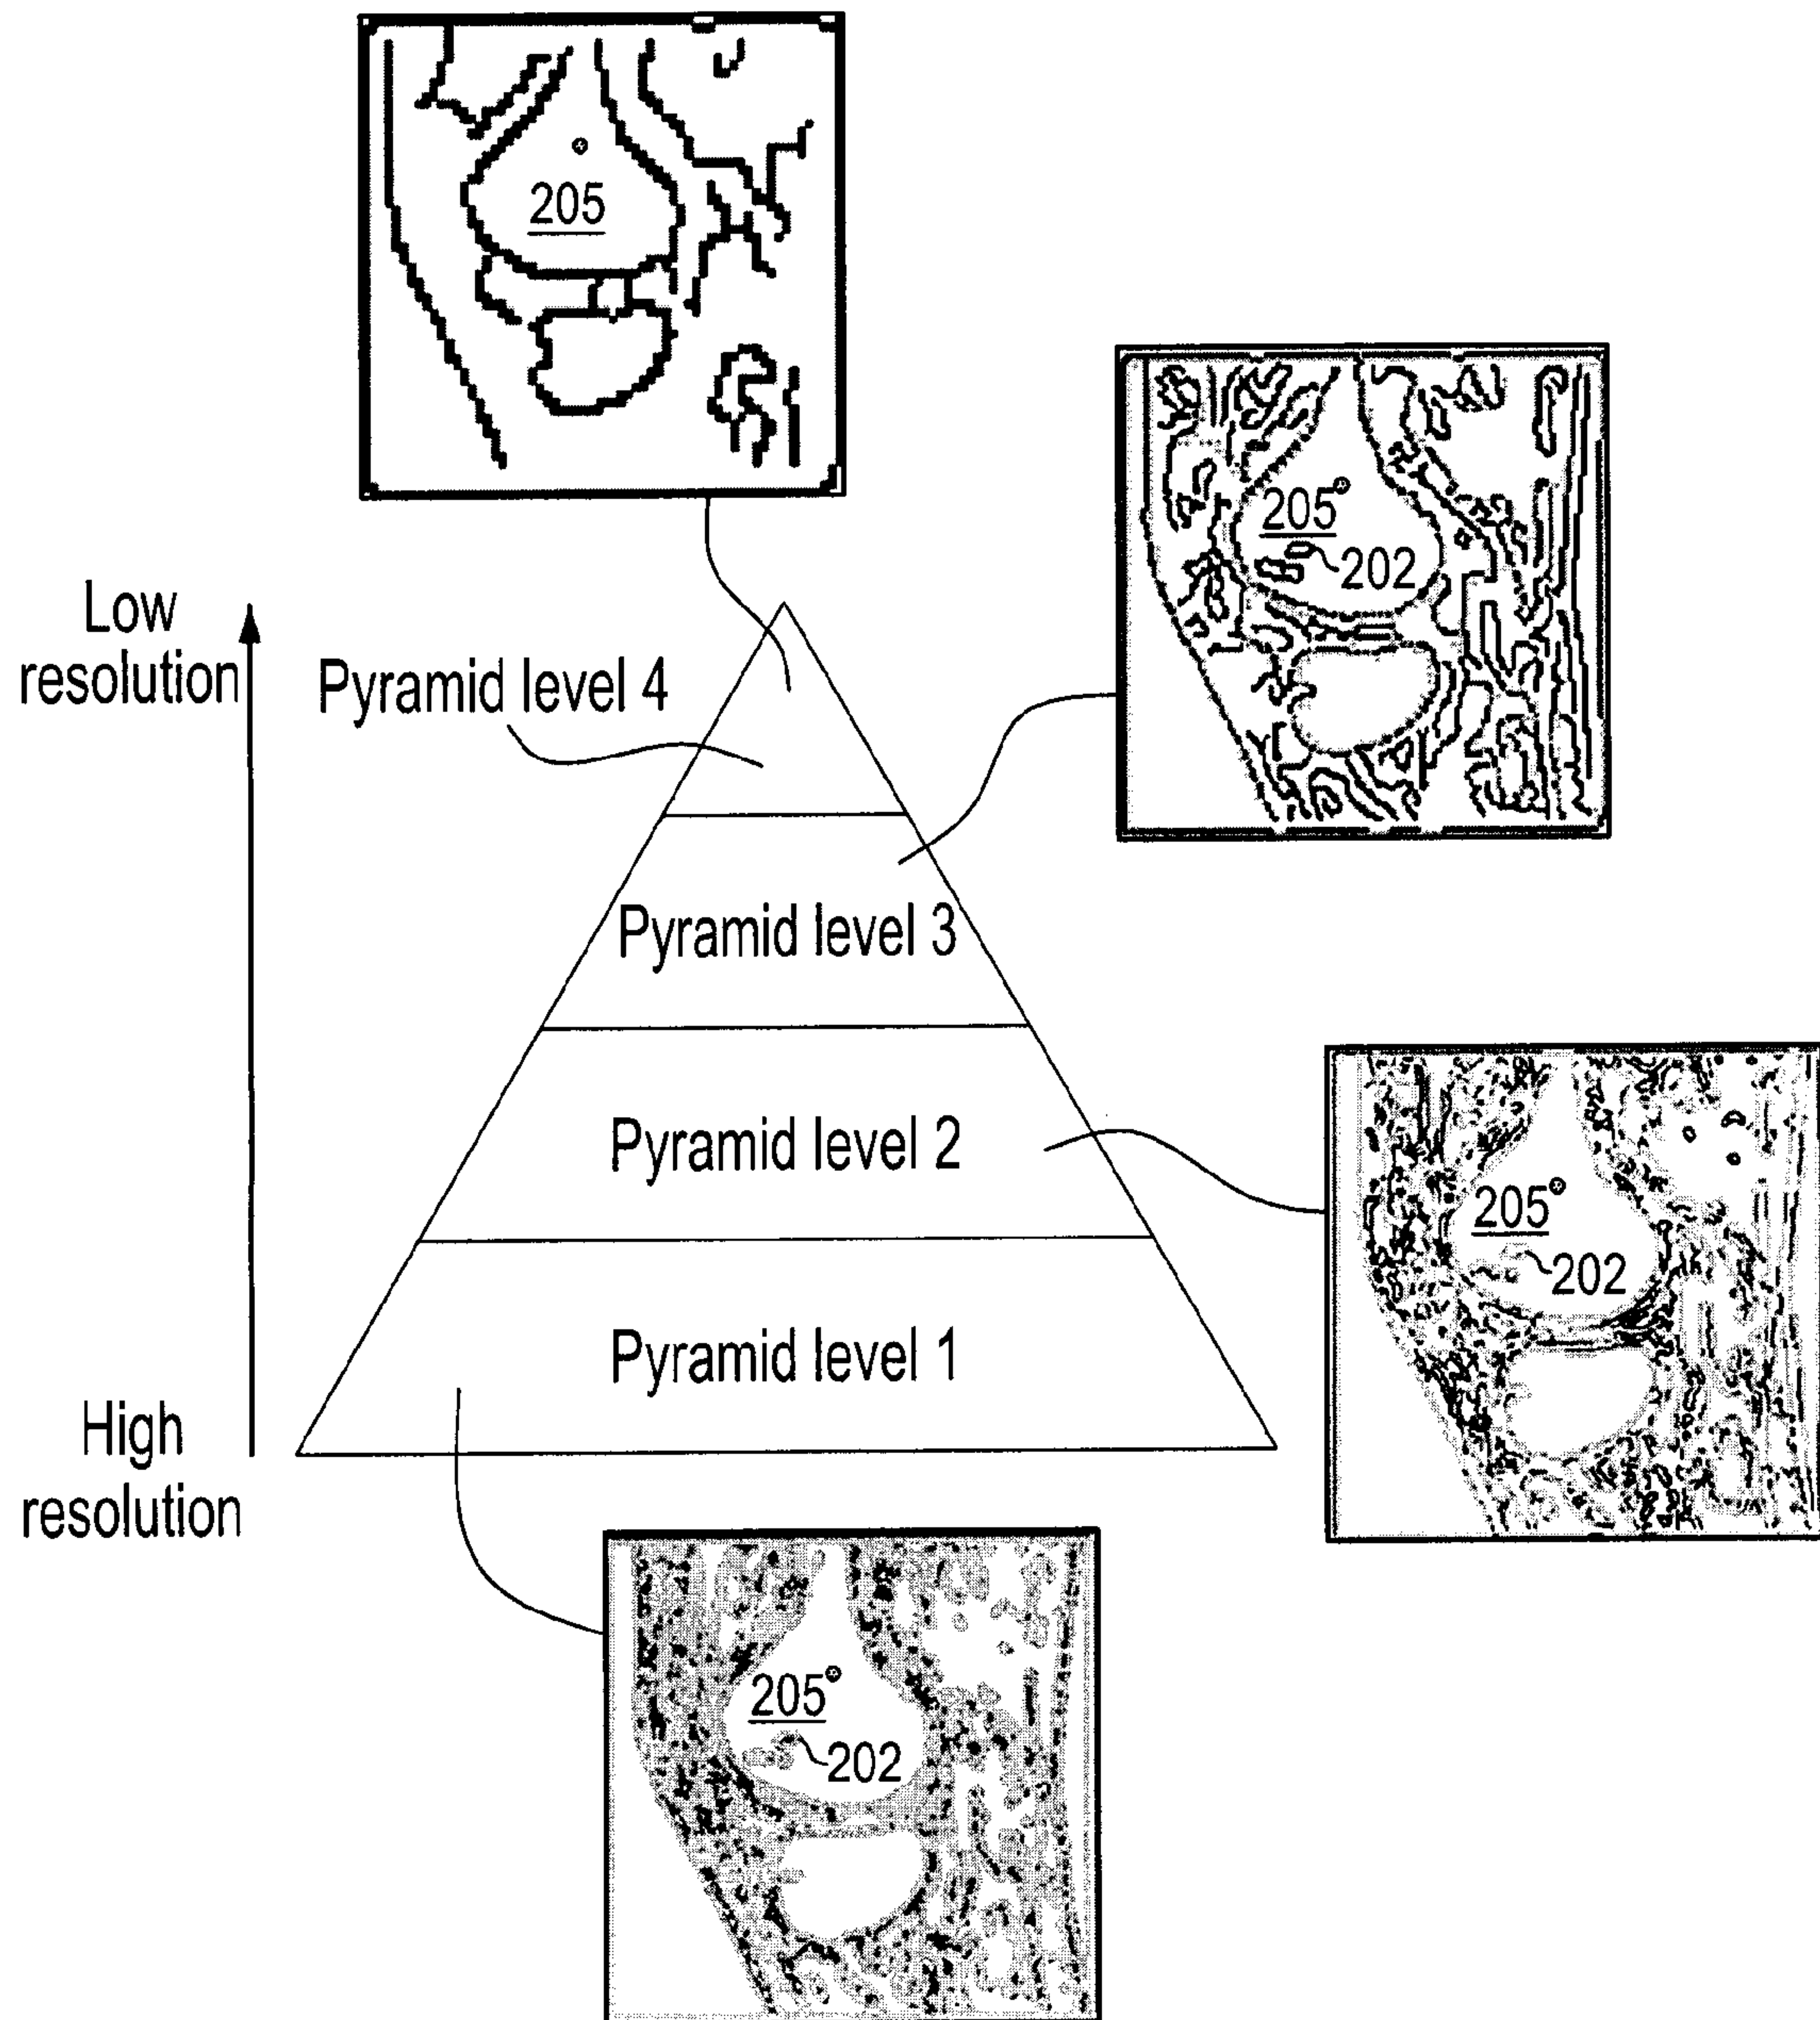 205
205
202
Low
resolution
Pyramid level 4
Pyramid level 3
205
202
Pyramid level 2
Pyramid level 1
High
resolution
205
202